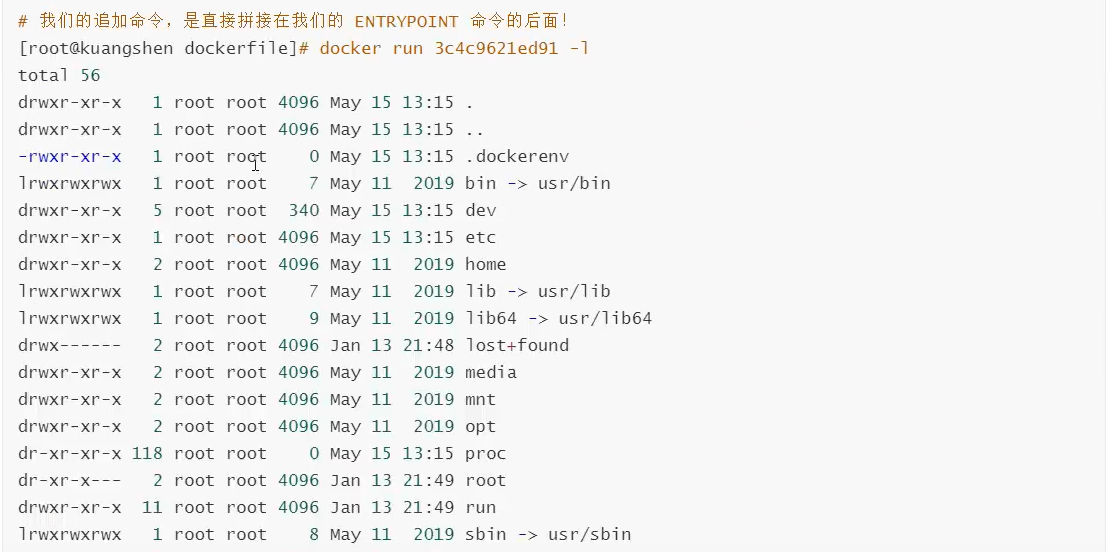 # 我们的追加命令，是直接拼接在我们的 ENTRYPOINT 命令的后面！
[root@kuangshen dockerfile]# docker run 3c4c9621ed91 -l
total 56
drwxr-xr-x   1 root root 4096 May 15 13:15 .
drwxr-xr-x   1 root root 4096 May 15 13:15 ..
-rwxr-xr-x   1 root root    0 May 15 13:15 .dockerenv
lrwxrwxrwx   1 root root    7 May 11  2019 bin -> usr/bin
drwxr-xr-x   5 root root  340 May 15 13:15 dev
drwxr-xr-x   1 root root 4096 May 15 13:15 etc
drwxr-xr-x   2 root root 4096 May 11  2019 home
lrwxrwxrwx   1 root root    7 May 11  2019 lib -> usr/lib
lrwxrwxrwx   1 root root    9 May 11  2019 lib64 -> usr/lib64
drwx------   2 root root 4096 Jan 13 21:48 lost+found
drwxr-xr-x   2 root root 4096 May 11  2019 media
drwxr-xr-x   2 root root 4096 May 11  2019 mnt
drwxr-xr-x   2 root root 4096 May 11  2019 opt
dr-xr-xr-x 118 root root    0 May 15 13:15 proc
dr-xr-x---   2 root root 4096 Jan 13 21:49 root
drwxr-xr-x  11 root root 4096 Jan 13 21:49 run
lrwxrwxrwx   1 root root    8 May 11  2019 sbin -> usr/sbin